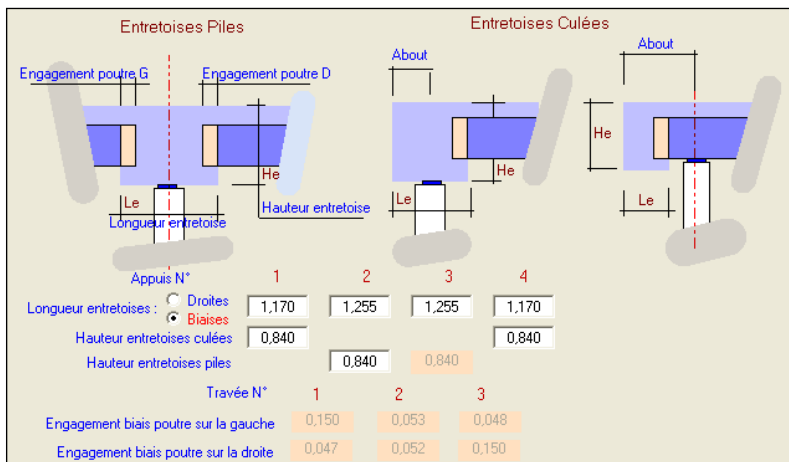 Entretoises Piles
Entretoises Culées
About
About
Engagement poutre G
Engagement poutre D
He
He
He
Le
Le
Le
Hauteur entretoise
Longueur entretoise
Appuis N° 1 2 3 4
Longueur entretoises : Droites 1,170 1,255 1,255 1,170
Biaises
Hauteur entretoises culées 0,840 0,840
Hauteur entretoises piles 0,840 0,840
Travée N° 1 2 3
Engagement biais poutre sur la gauche 0,150 0,053 0,048
Engagement biais poutre sur la droite 0,047 0,052 0,150